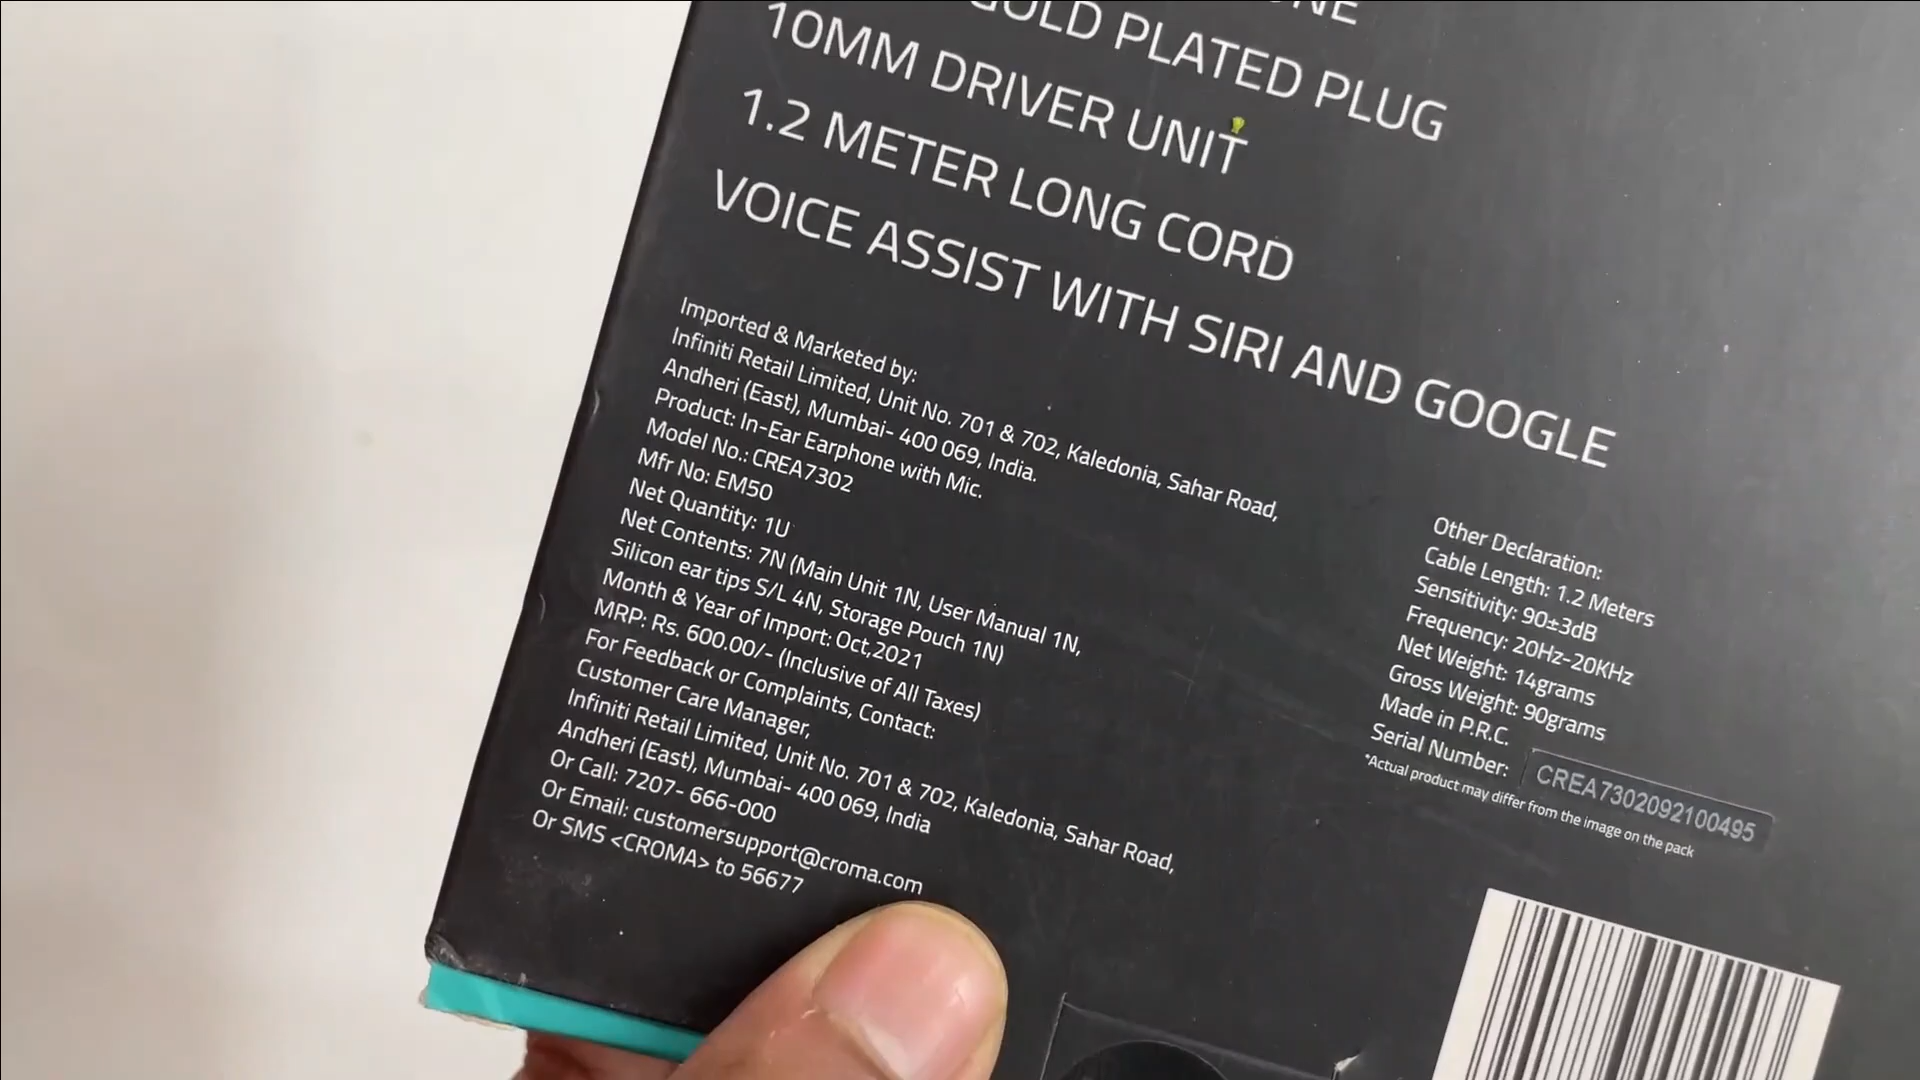 GOLD PLATED PLUG
10MM DRIVER UNIT
1.2 METER LONG CORD
VOICE ASSIST WITH SIRI AND GOOGLE
Imported & Marketed by:
Infiniti Retail Limited, Unit No. 701 & 702, Kaledonia, Sahar Road,
Andheri (East), Mumbai- 400 069, India.
Product: In-Ear Earphone with Mic.
Model No.: CREA7302
Mfr No: EM50
Net Quantity: 1U
Net Contents: 7N (Main Unit 1N, User Manual 1N,
Silicon ear tips S/L 4N, Storage Pouch 1N)
Month & Year of Import: Oct,2021
MRP: Rs. 600.00/- (Inclusive of All Taxes)
For Feedback or Complaints, Contact:
Customer Care Manager,
Infiniti Retail Limited, Unit No. 701 & 702, Kaledonia, Sahar Road,
Andheri (East), Mumbai- 400 069, India
Or Call: 7207- 666-000
Or Email: customersupport@croma.com
Or SMS <CROMA> to 56677
Other Declaration:
Cable Length: 1.2 Meters
Sensitivity: 90±3dB
Frequency: 20Hz-20KHz
Net Weight: 14grams
Gross Weight: 90grams
Made in P.R.C.
Serial Number: CREA7302092100495
*Actual product may differ from the image on the pack